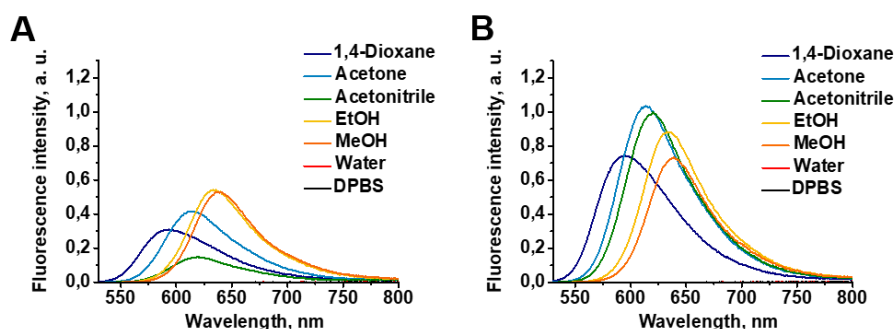 A
Fluorescence intensity, a. u.
1,2
1,0
0,8
0,6
0,4
0,2
0,0
550
600
650
700
750
800
Wavelength, nm
1,4-Dioxane
Acetone
Acetonitrile
EtOH
MeOH
Water
DPBS
B
Fluorescence intensity, a. u.
1,2
1,0
0,8
0,6
0,4
0,2
0,0
550
600
650
700
750
800
Wavelength, nm
1,4-Dioxane
Acetone
Acetonitrile
EtOH
MeOH
Water
DPBS